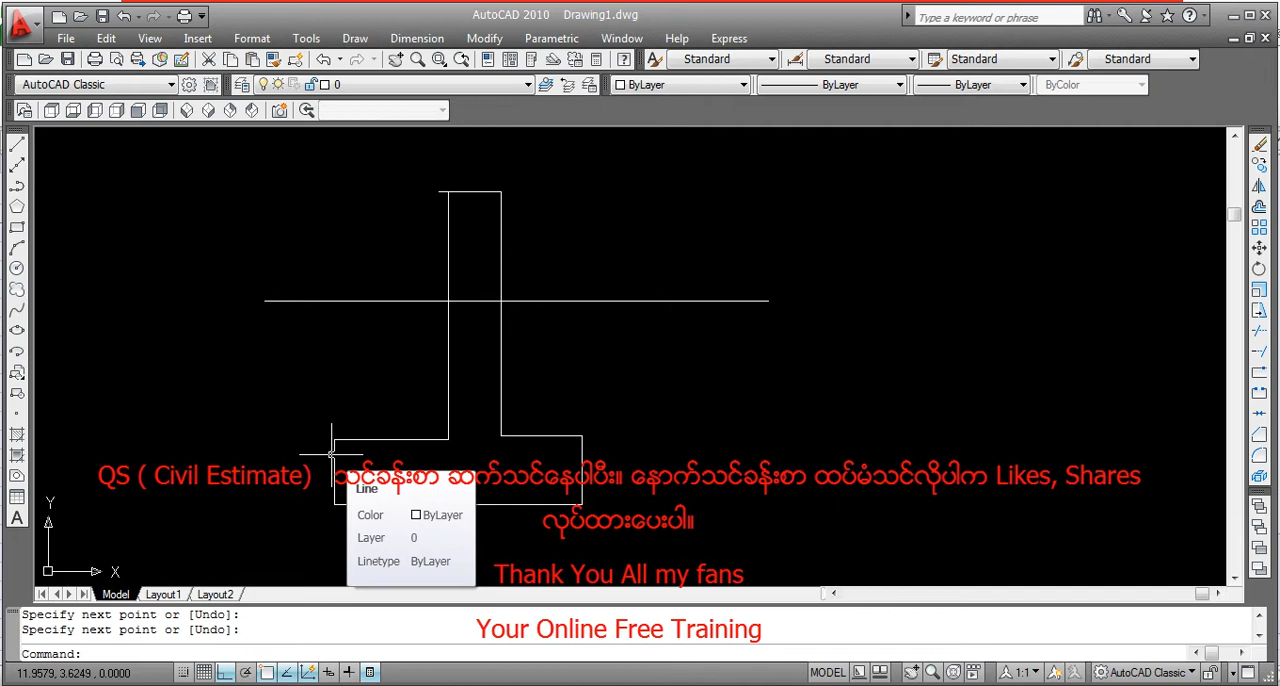 AutoCAD 2010 Drawing1.dwg
Type a keyword or phrase
File Edit View Insert Format Tools Draw Dimension Modify Parametric Window Help Express
Standard Standard Standard Standard
AutoCAD Classic 0 ByLayer ByLayer ByLayer ByColor
QS ( Civil Estimate) သင်ခန်းစာ ဆက်သင်နေပါပြီး။ နောက်သင်ခန်းစာ ထပ်မံသင်လိုပါက Likes, Shares
လုပ်ထားပေးပါ။
Thank You All my fans
Line
Color ByLayer
Layer 0
Linetype ByLayer
Y
X
A
Model Layout1 Layout2
Specify next point or [Undo]:
Specify next point or [Undo]:
Your Online Free Training
Command:
11.9579, 3.6249, 0.0000 MODEL 1:1 AutoCAD Classic